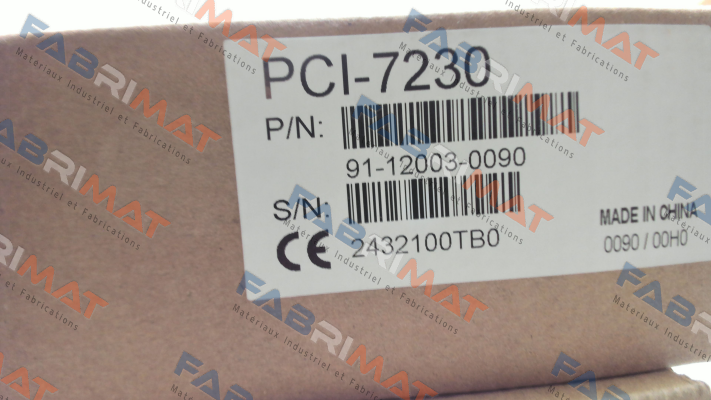 PCI-7230
P/N:
91-12003-0090
S/N:
CE 2432100TB0
MADE IN CHINA
0090 / 00H0
FABRIMAT
Materiaux Industriel et Fabrications